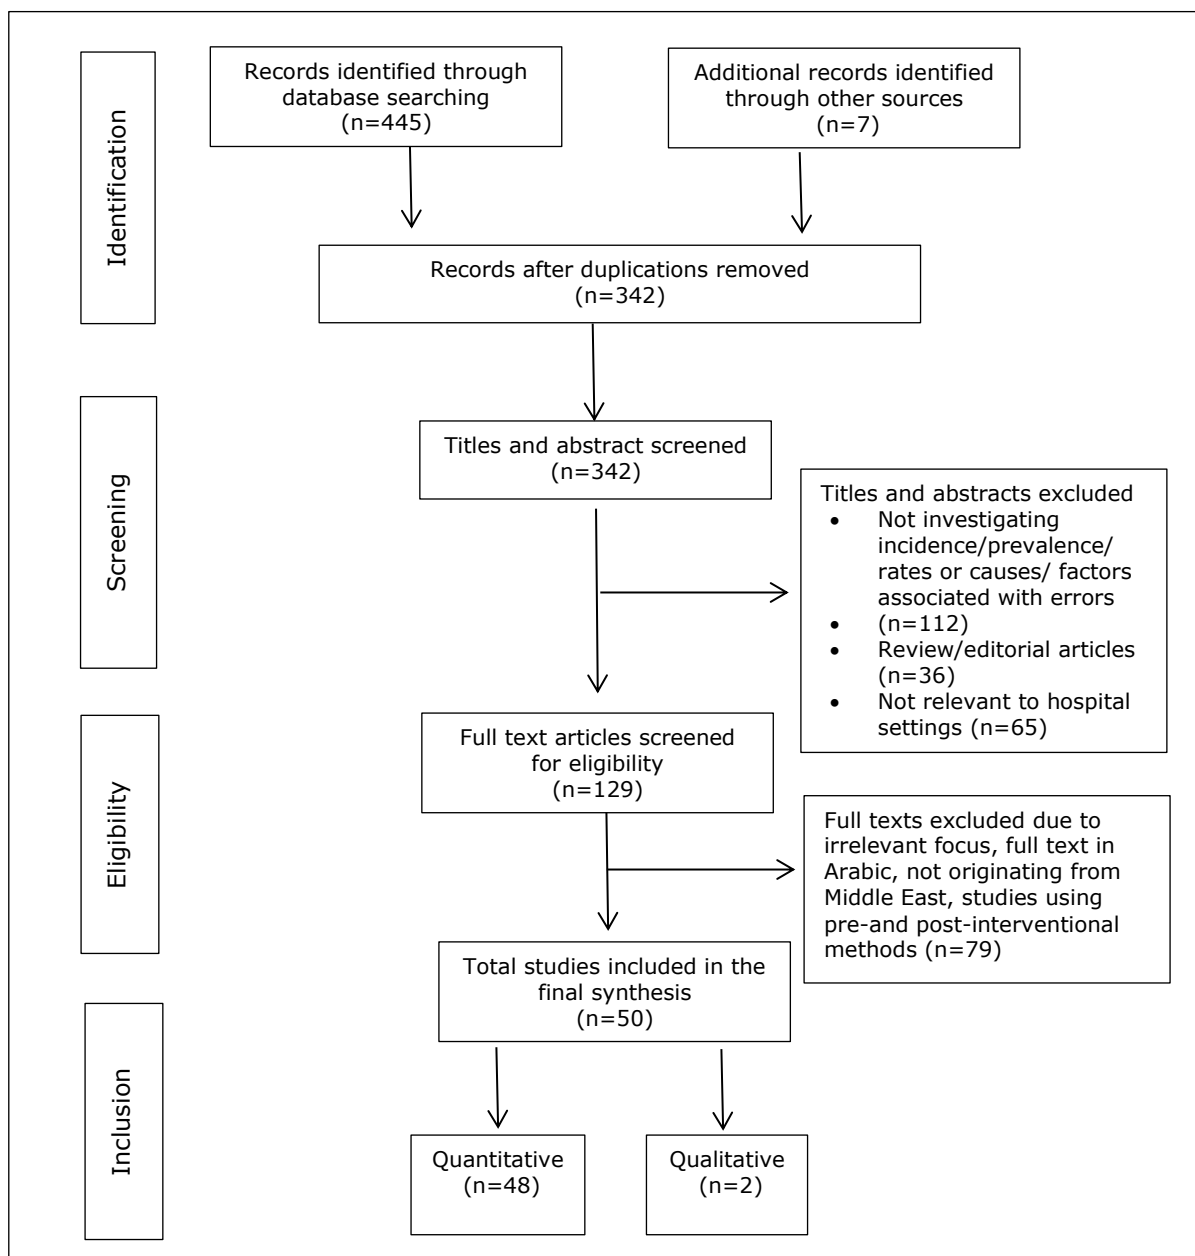 Identification
Records identified through
database searching
(n=445)
Additional records identified
through other sources
(n=7)
Records after duplications removed
(n=342)
Screening
Titles and abstract screened
(n=342)
Titles and abstracts excluded
• Not investigating
incidence/prevalence/
rates or causes/ factors
associated with errors
• (n=112)
• Review/editorial articles
(n=36)
• Not relevant to hospital
settings (n=65)
Eligibility
Full text articles screened
for eligibility
(n=129)
Full texts excluded due to
irrelevant focus, full text in
Arabic, not originating from
Middle East, studies using
pre-and post-interventional
methods (n=79)
Total studies included in the
final synthesis
(n=50)
Inclusion
Quantitative
(n=48)
Qualitative
(n=2)